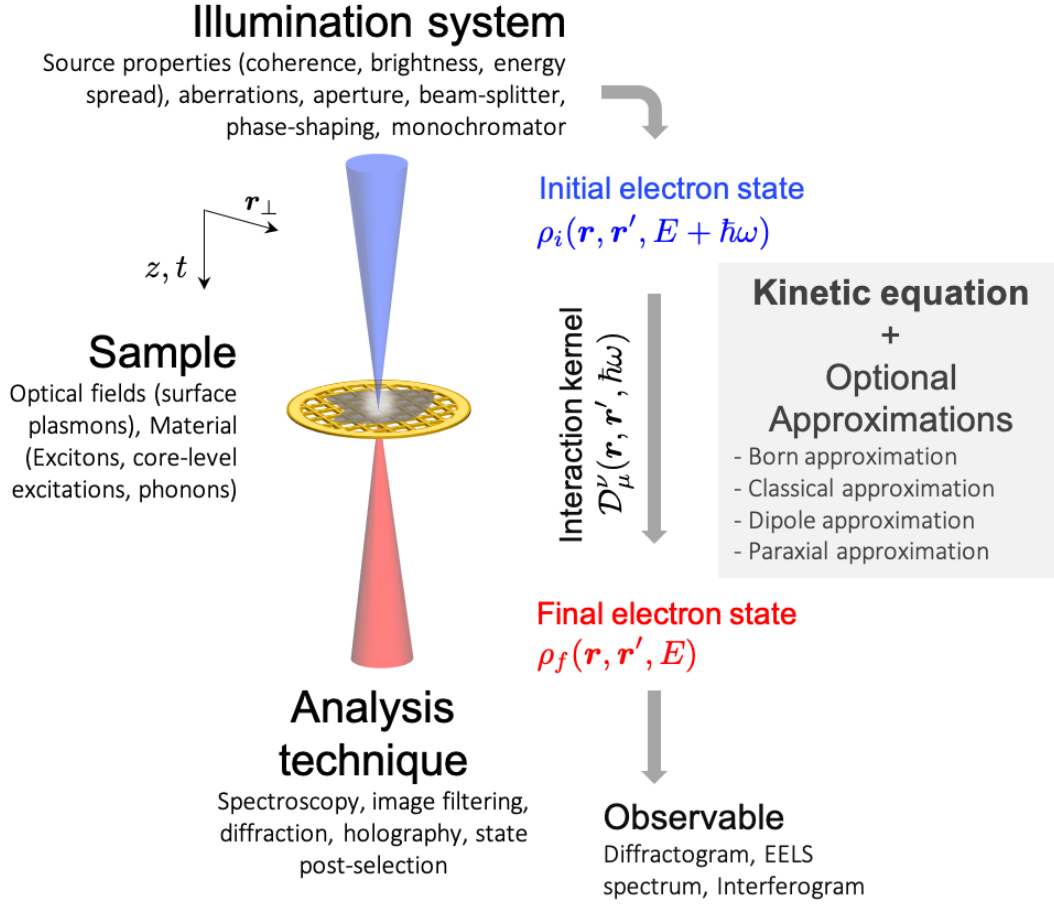 Illumination system
Source properties (coherence, brightness, energy
spread), aberrations, aperture, beam-splitter,
phase-shaping, monochromator
r⊥
z, t
Initial electron state
ρᵢ(r, r′, E + ħω)
Kinetic equation
+
Optional
Approximations
- Born approximation
- Classical approximation
- Dipole approximation
- Paraxial approximation
Interaction kernel
𝒟^ν_μ(r, r′, ħω)
Sample
Optical fields (surface
plasmons), Material
(Excitons, core-level
excitations, phonons)
Final electron state
ρ_f(r, r′, E)
Analysis
technique
Spectroscopy, image filtering,
diffraction, holography, state
post-selection
Observable
Diffractogram, EELS
spectrum, Interferogram